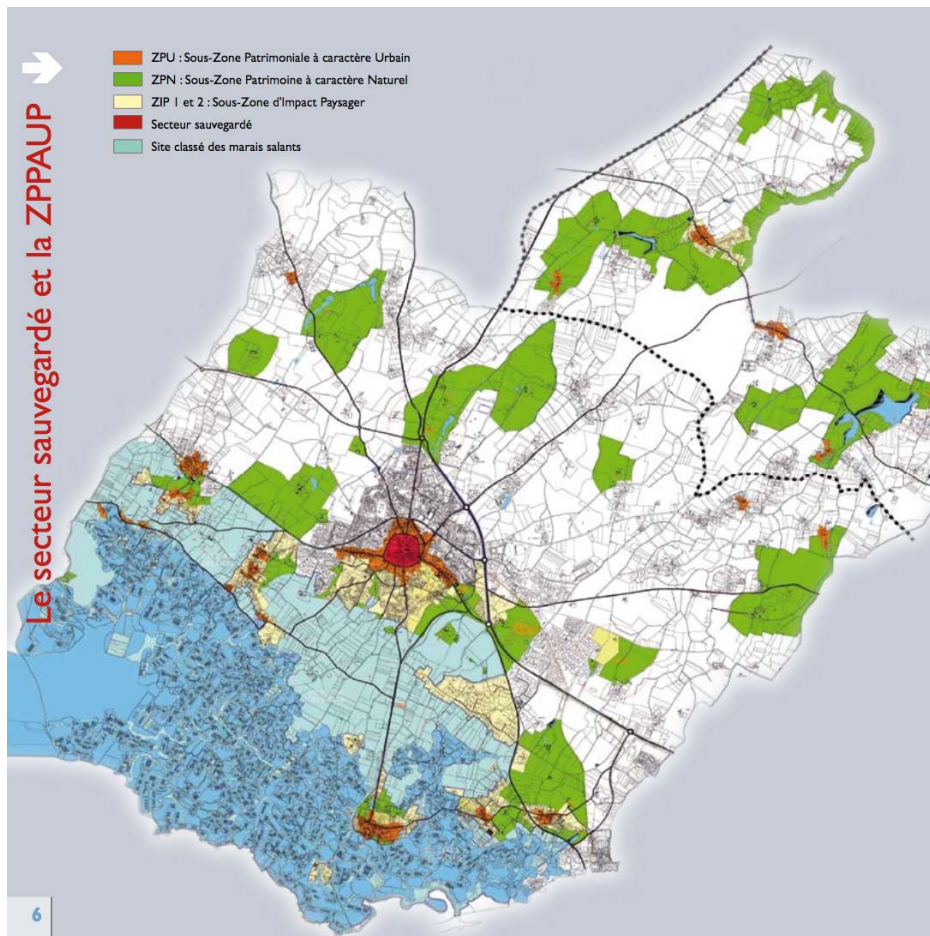 Le secteur sauvegardé et la ZPPAUP
ZPU : Sous-Zone Patrimoniale à caractère Urbain
ZPN : Sous-Zone Patrimoine à caractère Naturel
ZIP 1 et 2 : Sous-Zone d'Impact Paysager
Secteur sauvegardé
Site classé des marais salants
6